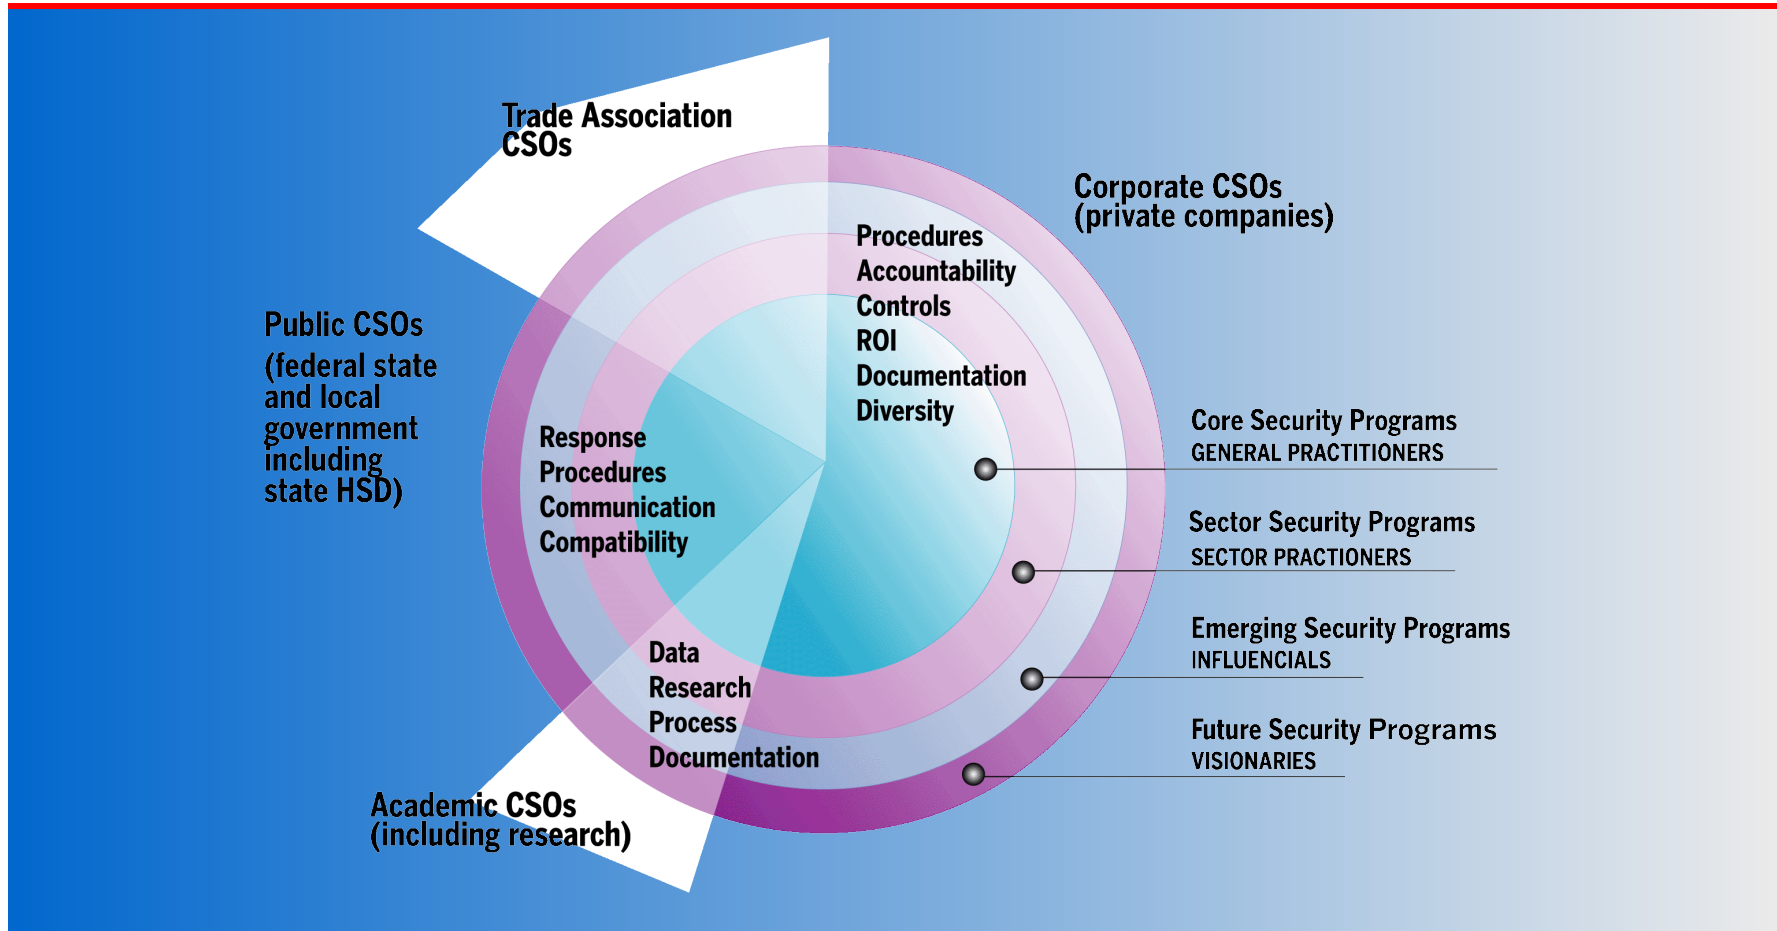 Trade Association
CSOs
Corporate CSOs
(private companies)
Procedures
Accountability
Controls
ROI
Documentation
Diversity
Public CSOs
(federal state
and local
government
including
state HSD)
Response
Procedures
Communication
Compatibility
Core Security Programs
GENERAL PRACTITIONERS
Sector Security Programs
SECTOR PRACTIONERS
Emerging Security Programs
INFLUENCIALS
Future Security Programs
VISIONARIES
Data
Research
Process
Documentation
Academic CSOs
(including research)